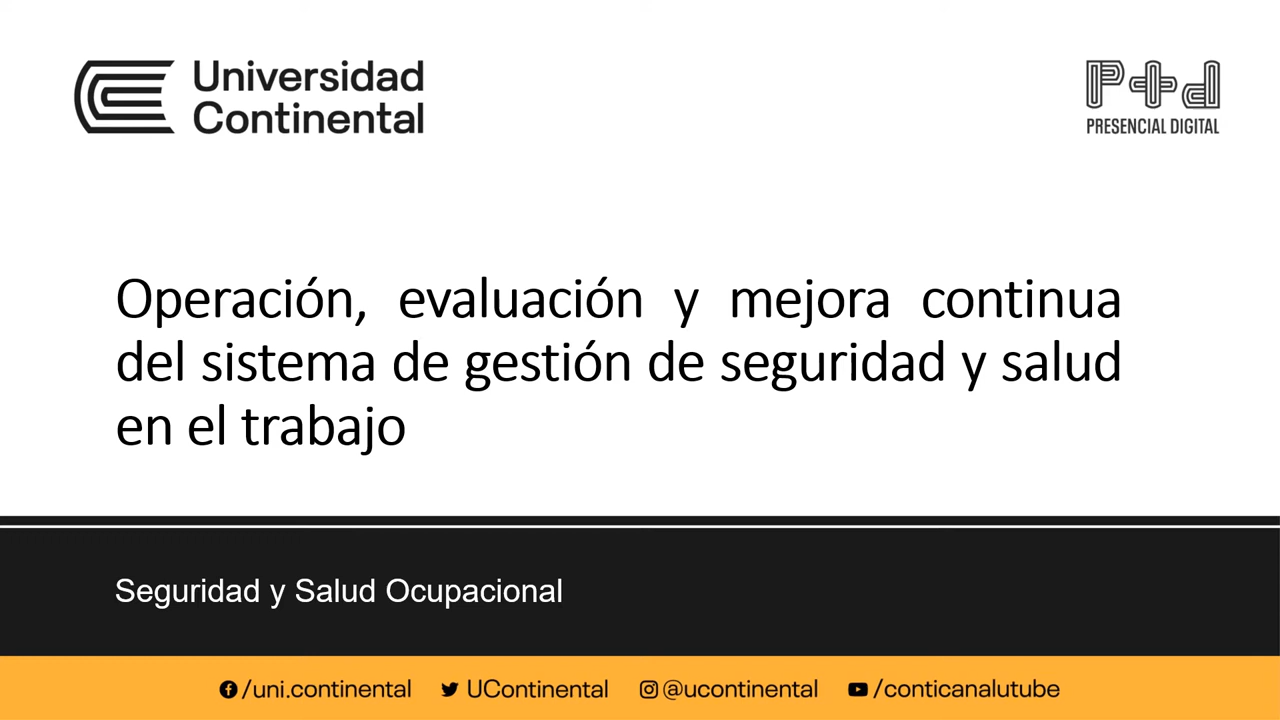 Universidad
Continental
P+d
PRESENCIAL DIGITAL
Operación, evaluación y mejora continua
del sistema de gestión de seguridad y salud
en el trabajo
Seguridad y Salud Ocupacional
/uni.continental UContinental @ucontinental /conticanalutube